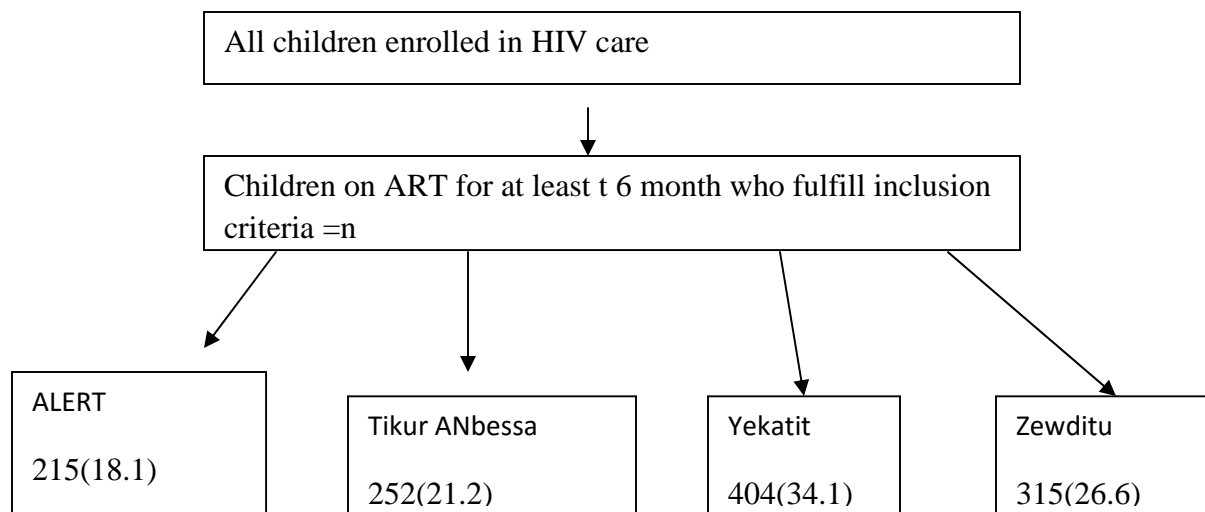 All children enrolled in HIV care
Children on ART for at least t 6 month who fulfill inclusion
criteria =n
ALERT
215(18.1)
Tikur ANbessa
252(21.2)
Yekatit
404(34.1)
Zewditu
315(26.6)